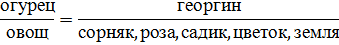 огурец = георгин
овощ сорняк, роза, садик, цветок, земля